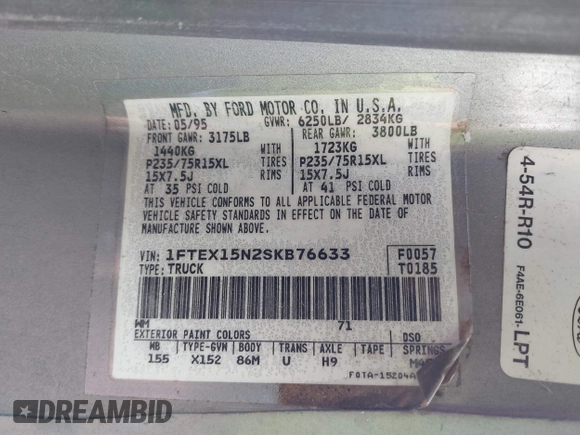 MFD. BY FORD MOTOR CO. IN U.S.A.
DATE: 05/95 GVWR: 6250LB/ 2834KG
FRONT GAWR: 3175LB REAR GAWR: 3800LB
1440KG WITH 1723KG WITH
P235/75R15XL TIRES P235/75R15XL TIRES
15X7.5J RIMS 15X7.5J RIMS
AT 35 PSI COLD AT 41 PSI COLD
THIS VEHICLE CONFORMS TO ALL APPLICABLE FEDERAL MOTOR
VEHICLE SAFETY STANDARDS IN EFFECT ON THE DATE OF
MANUFACTURE SHOWN ABOVE.
VIN: 1FTEX15N2SKB76633 F0057
TYPE: TRUCK T0185
WM 71
EXTERIOR PAINT COLORS DSO
WB TYPE-GVM BODY TRANS AXLE TAPE SPRINGS
155 X152 86M U H9
4-54R-R10
F4AE-6E061-LPT
DREAMBID